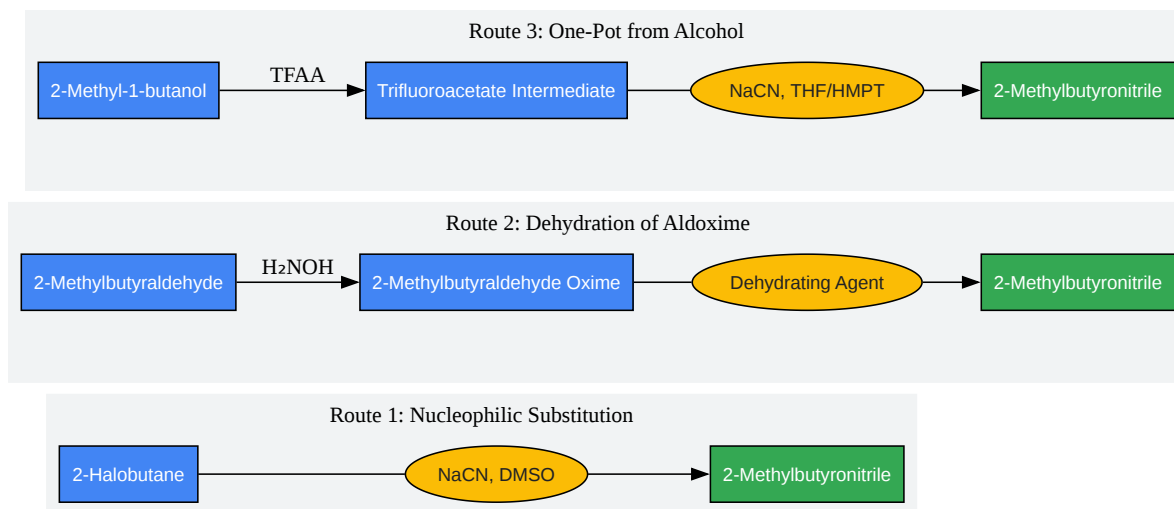 Route 3: One-Pot from Alcohol
2-Methyl-1-butanol
TFAA
Trifluoroacetate Intermediate
NaCN, THF/HMPT
2-Methylbutyronitrile
Route 2: Dehydration of Aldoxime
2-Methylbutyraldehyde
H₂NOH
2-Methylbutyraldehyde Oxime
Dehydrating Agent
2-Methylbutyronitrile
Route 1: Nucleophilic Substitution
2-Halobutane
NaCN, DMSO
2-Methylbutyronitrile